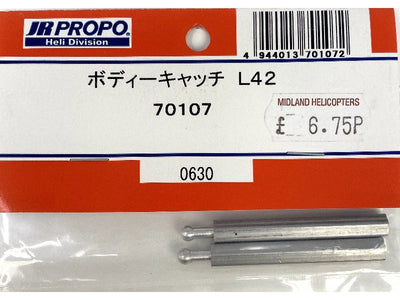 JR PROPO®
Heli Division
4 944013 701072
ボディーキャッチ L42
70107
MIDLAND HELICOPTERS
£ 6.75P
0630